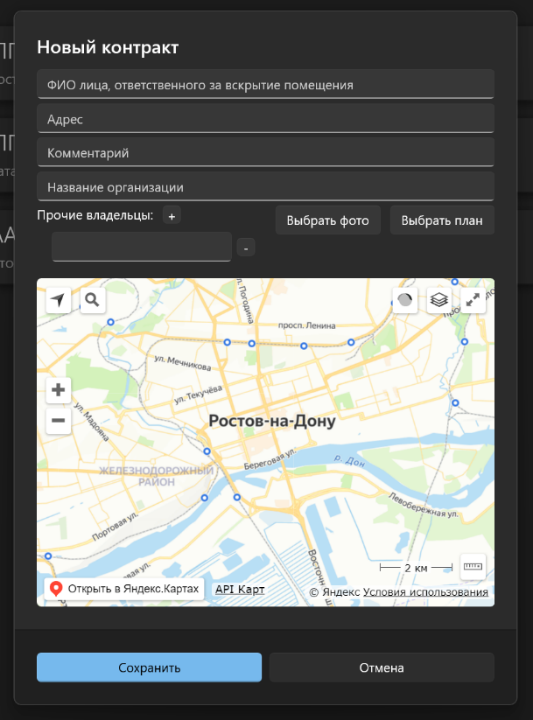 Новый контракт
ФИО лица, ответственного за вскрытие помещения
Адрес
Комментарий
Название организации
Прочие владельцы: +
Выбрать фото Выбрать план
-
ул. Погодина
просп. Ленина
ул. Мечникова
ул. Текучёва
ул. Мадояна
Ростов-на-Дону
Береговая ул.
р. Дон
ЖЕЛЕЗНОДОРОЖНЫЙ
РАЙОН
Левобережная ул.
Портовая ул.
2 км
Открыть в Яндекс.Картах API Карт © Яндекс Условия использования
Сохранить Отмена